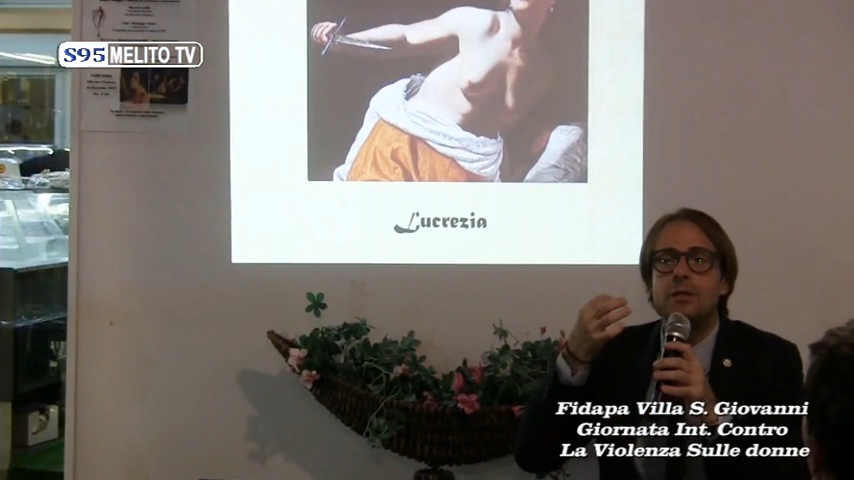 S95 MELITO TV
Lucrezia
Fidapa Villa S. Giovanni
Giornata Int. Contro
La Violenza Sulle donne